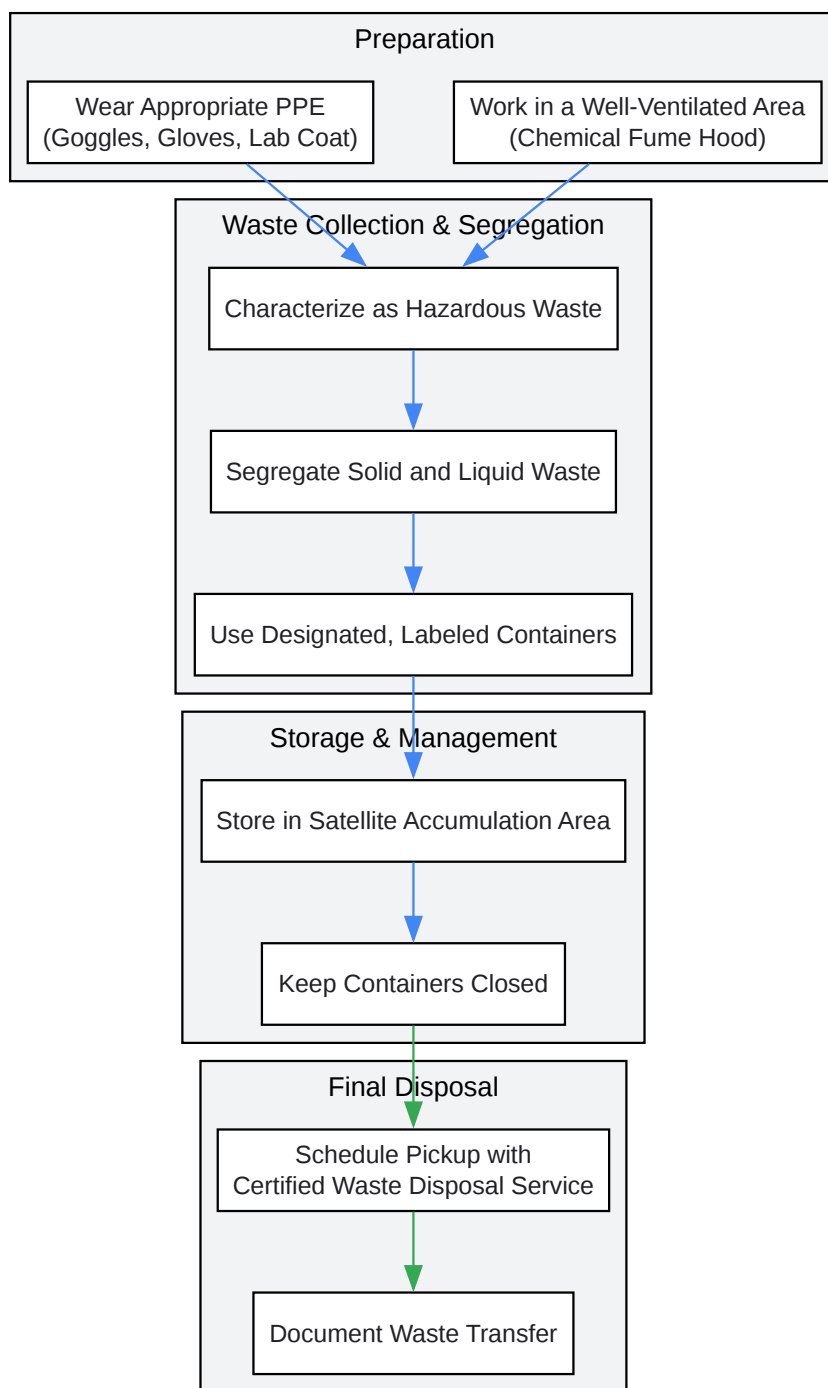 Preparation
Wear Appropriate PPE
(Goggles, Gloves, Lab Coat)
Work in a Well-Ventilated Area
(Chemical Fume Hood)
Waste Collection & Segregation
Characterize as Hazardous Waste
Segregate Solid and Liquid Waste
Use Designated, Labeled Containers
Storage & Management
Store in Satellite Accumulation Area
Keep Containers Closed
Final Disposal
Schedule Pickup with
Certified Waste Disposal Service
Document Waste Transfer